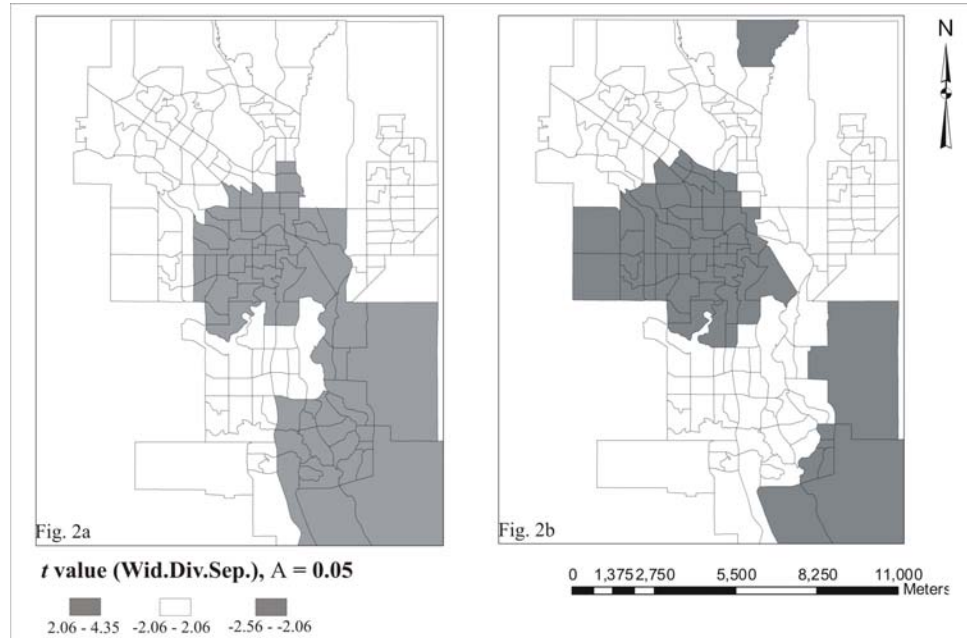 N
Fig. 2a
Fig. 2b
t value (Wid.Div.Sep.), A = 0.05
2.06 - 4.35 -2.06 - 2.06 -2.56 - -2.06
0 1,375 2,750 5,500 8,250 11,000
Meters